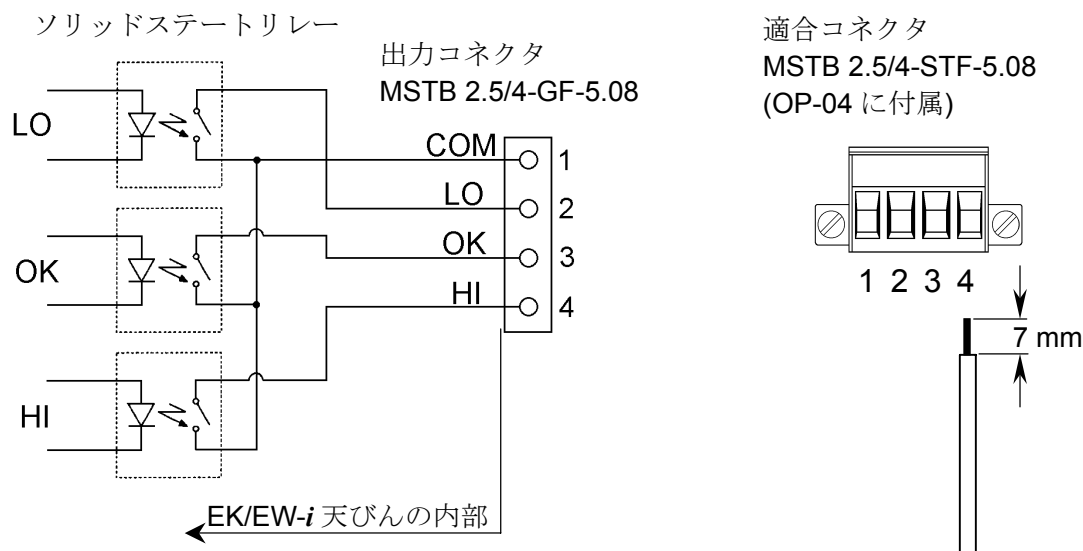 ソリッドステートリレー
出力コネクタ
MSTB 2.5/4-GF-5.08
適合コネクタ
MSTB 2.5/4-STF-5.08
(OP-04 に付属)
LO
OK
HI
COM 1
LO 2
OK 3
HI 4
EK/EW-i 天びんの内部
1 2 3 4
7 mm